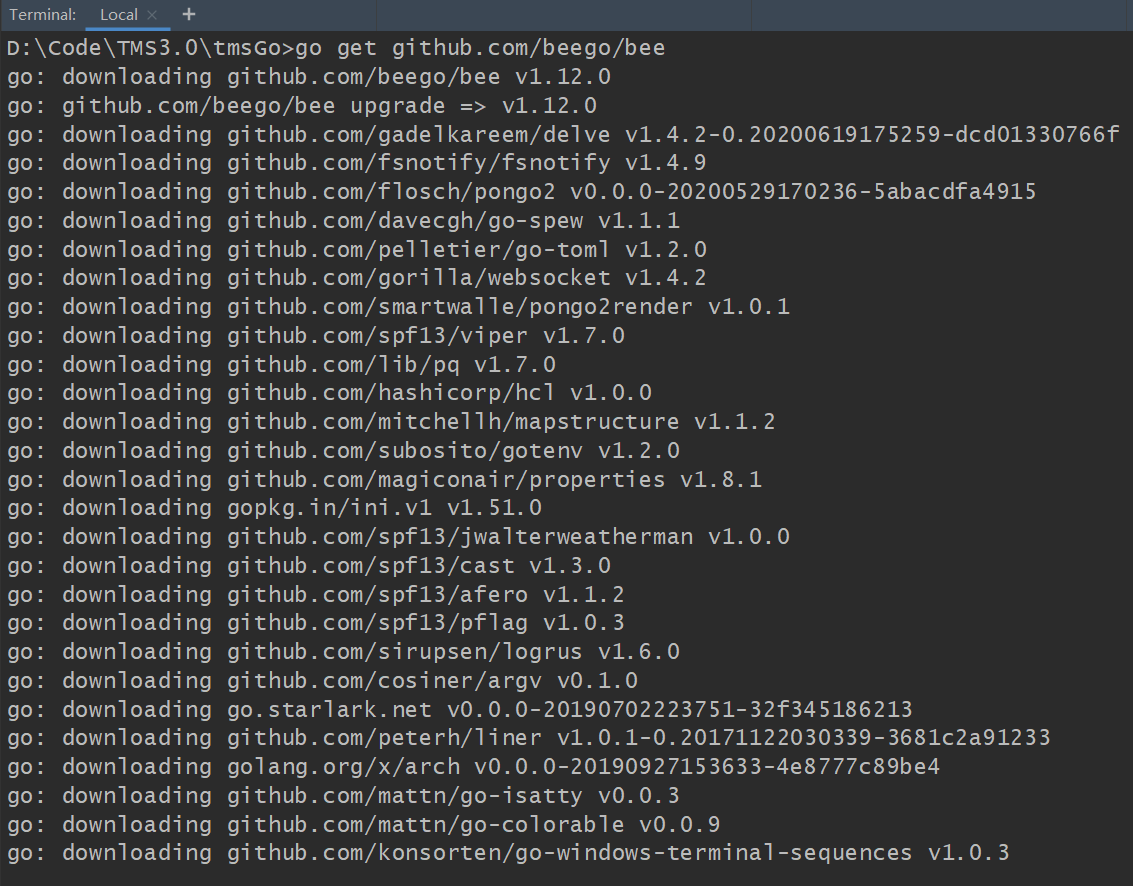 Terminal: Local × +
D:\Code\TMS3.0\tmsGo>go get github.com/beego/bee
go: downloading github.com/beego/bee v1.12.0
go: github.com/beego/bee upgrade => v1.12.0
go: downloading github.com/gadelkareem/delve v1.4.2-0.20200619175259-dcd01330766f
go: downloading github.com/fsnotify/fsnotify v1.4.9
go: downloading github.com/flosch/pongo2 v0.0.0-20200529170236-5abacdfa4915
go: downloading github.com/davecgh/go-spew v1.1.1
go: downloading github.com/pelletier/go-toml v1.2.0
go: downloading github.com/gorilla/websocket v1.4.2
go: downloading github.com/smartwalle/pongo2render v1.0.1
go: downloading github.com/spf13/viper v1.7.0
go: downloading github.com/lib/pq v1.7.0
go: downloading github.com/hashicorp/hcl v1.0.0
go: downloading github.com/mitchellh/mapstructure v1.1.2
go: downloading github.com/subosito/gotenv v1.2.0
go: downloading github.com/magiconair/properties v1.8.1
go: downloading gopkg.in/ini.v1 v1.51.0
go: downloading github.com/spf13/jwalterweatherman v1.0.0
go: downloading github.com/spf13/cast v1.3.0
go: downloading github.com/spf13/afero v1.1.2
go: downloading github.com/spf13/pflag v1.0.3
go: downloading github.com/sirupsen/logrus v1.6.0
go: downloading github.com/cosiner/argv v0.1.0
go: downloading go.starlark.net v0.0.0-20190702223751-32f345186213
go: downloading github.com/peterh/liner v1.0.1-0.20171122030339-3681c2a91233
go: downloading golang.org/x/arch v0.0.0-20190927153633-4e8777c89be4
go: downloading github.com/mattn/go-isatty v0.0.3
go: downloading github.com/mattn/go-colorable v0.0.9
go: downloading github.com/konsorten/go-windows-terminal-sequences v1.0.3